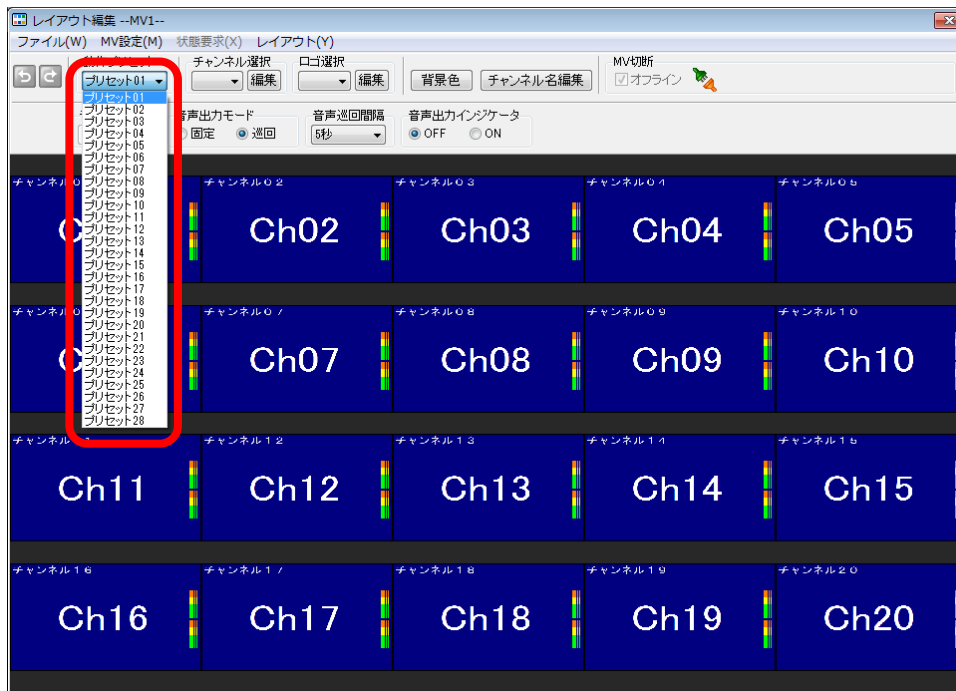 レイアウト編集 --MV1--
ファイル(W) MV設定(M) 状態要求(X) レイアウト(Y)
チャンネル選択 ロゴ選択 MV切断
プリセット01 編集 編集 背景色 チャンネル名編集 オフライン
音声出力モード 音声巡回間隔 音声出力インジケータ
固定 巡回 5秒 OFF ON
プリセット01
プリセット02
プリセット03
プリセット04
プリセット05
プリセット06
プリセット07
プリセット08
プリセット09
プリセット10
プリセット11
プリセット12
プリセット13
プリセット14
プリセット15
プリセット16
プリセット17
プリセット18
プリセット19
プリセット20
プリセット21
プリセット22
プリセット23
プリセット24
プリセット25
プリセット26
プリセット27
プリセット28
チャンネル02 チャンネル03 チャンネル04 チャンネル05
Ch02 Ch03 Ch04 Ch05
チャンネル07 チャンネル08 チャンネル09 チャンネル10
Ch07 Ch08 Ch09 Ch10
チャンネル12 チャンネル13 チャンネル14 チャンネル15
Ch11 Ch12 Ch13 Ch14 Ch15
チャンネル16 チャンネル17 チャンネル18 チャンネル19 チャンネル20
Ch16 Ch17 Ch18 Ch19 Ch20